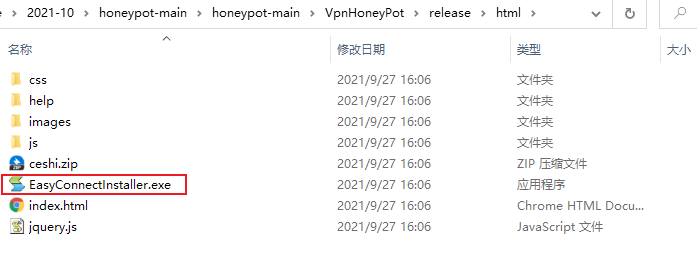 2021-10 › honeypot-main › honeypot-main › VpnHoneyPot › release › html
名称 修改日期 类型 大小
css 2021/9/27 16:06 文件夹
help 2021/9/27 16:06 文件夹
images 2021/9/27 16:06 文件夹
js 2021/9/27 16:06 文件夹
ceshi.zip 2021/9/27 16:06 ZIP 压缩文件
EasyConnectInstaller.exe 2021/9/27 16:06 应用程序
index.html 2021/9/27 16:06 Chrome HTML Docu...
jquery.js 2021/9/27 16:06 JavaScript 文件